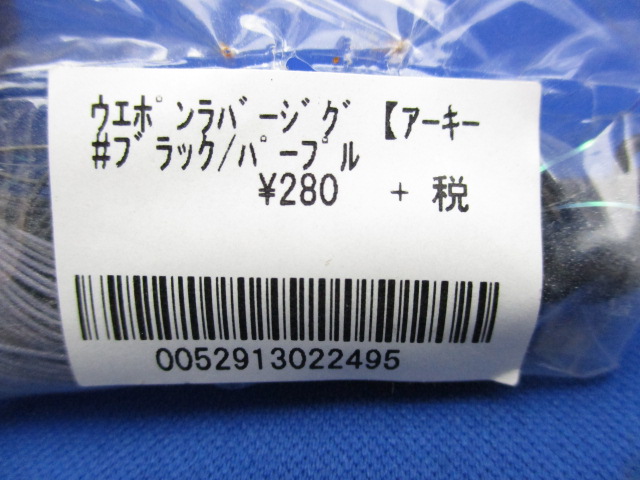 ウエポンラバージグ 【アーキー
#ブラック/パープル
¥280 + 税
0052913022495